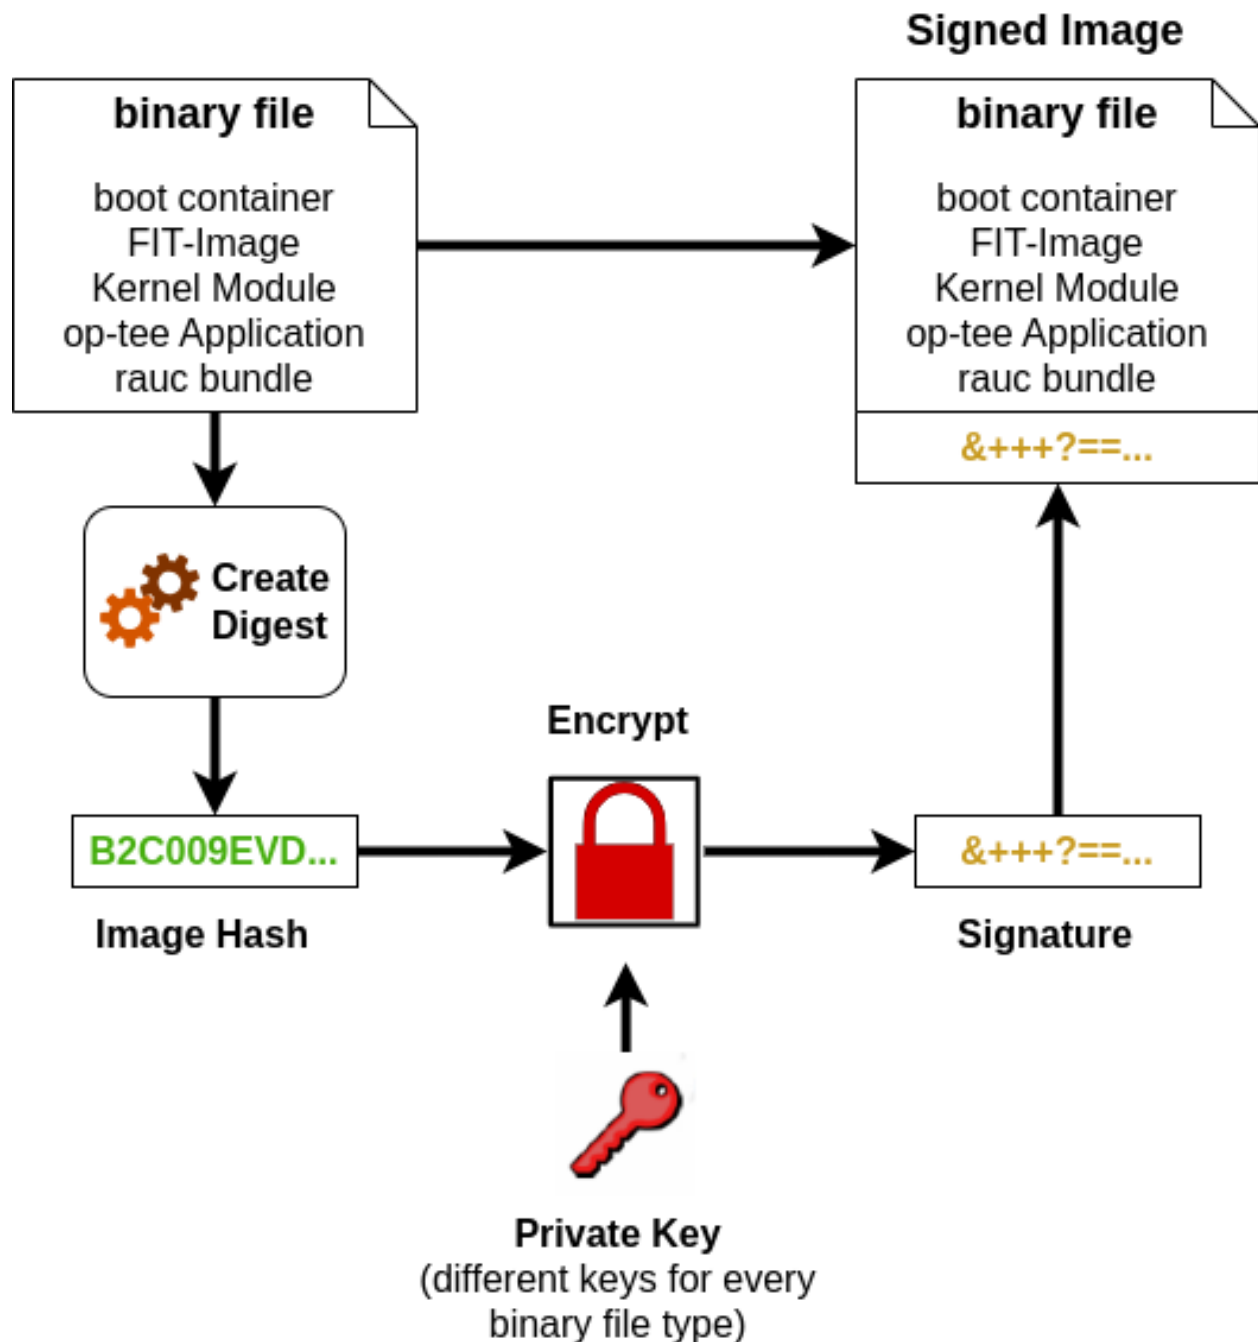 Signed Image
binary file
boot container
FIT-Image
Kernel Module
op-tee Application
rauc bundle
binary file
boot container
FIT-Image
Kernel Module
op-tee Application
rauc bundle
&+++?==...
Create
Digest
Encrypt
B2C009EVD...
&+++?==...
Image Hash
Signature
Private Key
(different keys for every
binary file type)